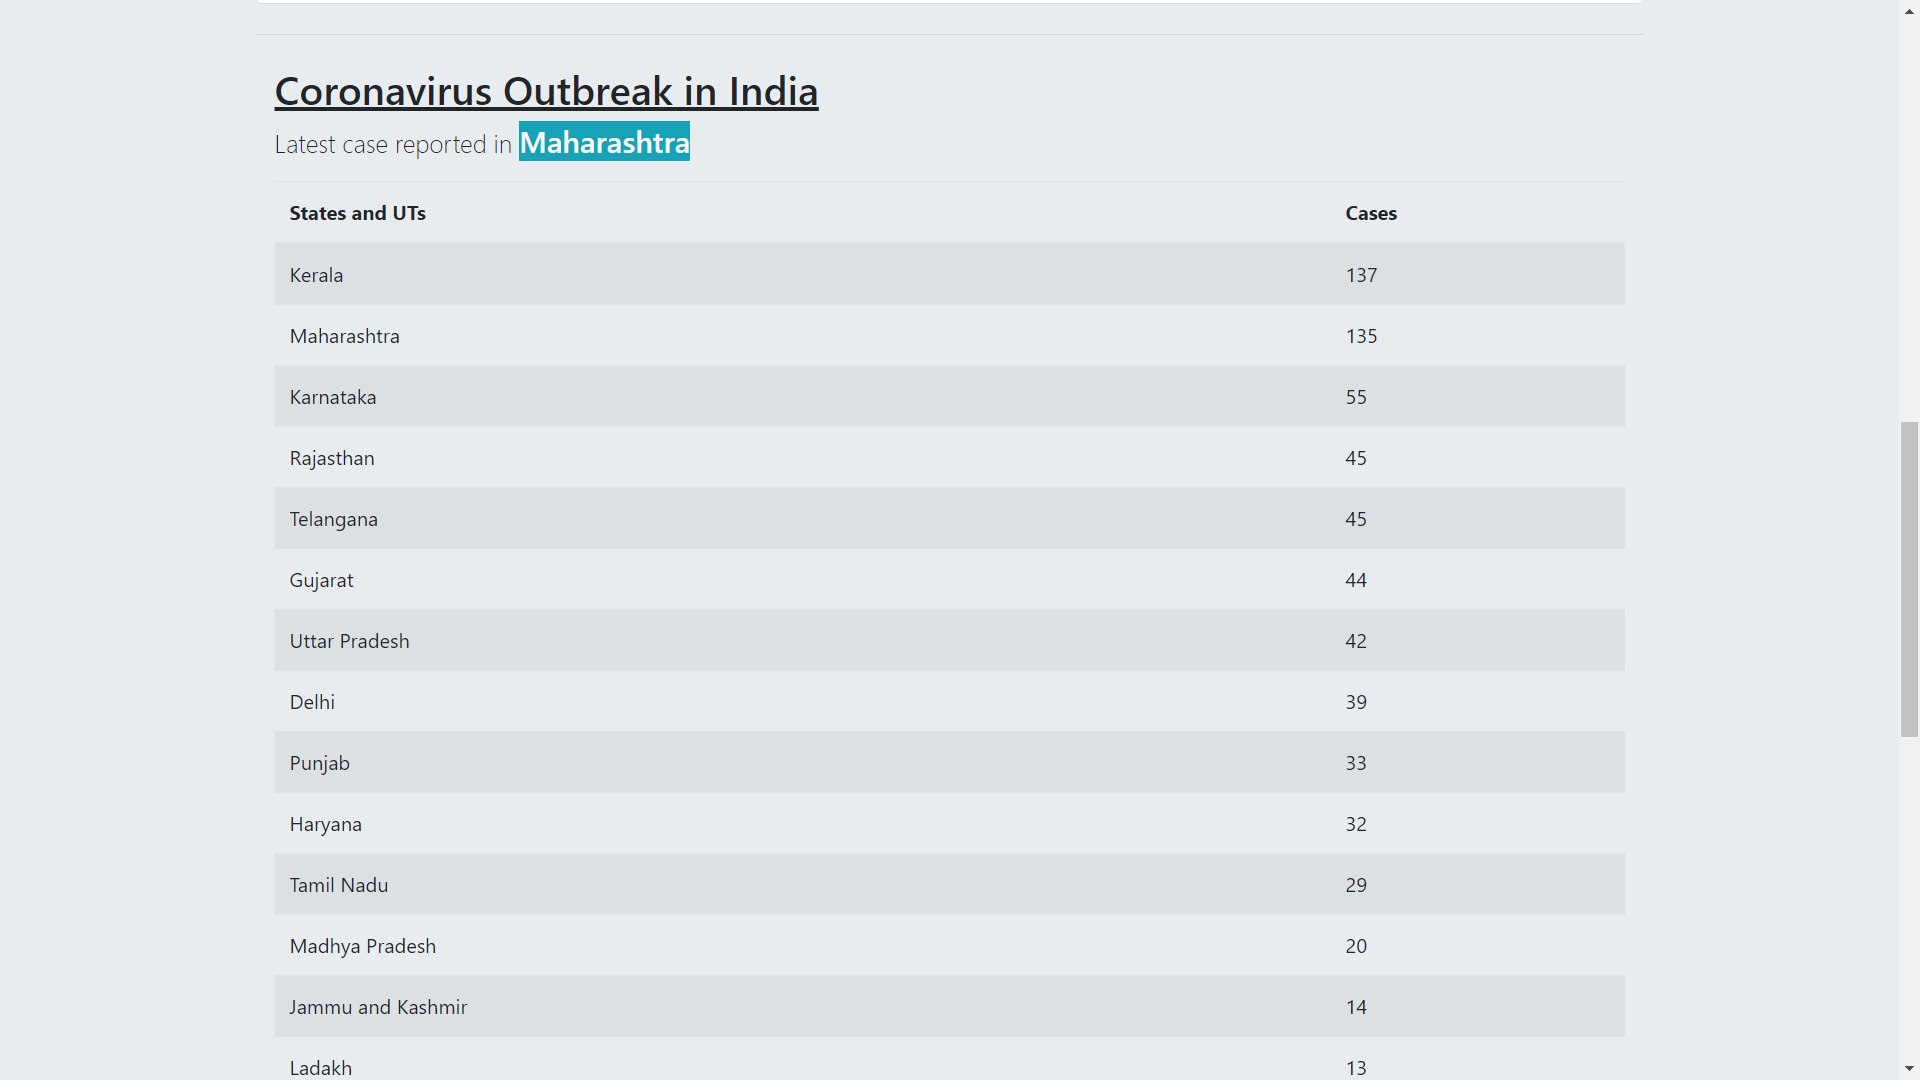 Coronavirus Outbreak in India
Latest case reported in Maharashtra
States and UTs Cases
Kerala 137
Maharashtra 135
Karnataka 55
Rajasthan 45
Telangana 45
Gujarat 44
Uttar Pradesh 42
Delhi 39
Punjab 33
Haryana 32
Tamil Nadu 29
Madhya Pradesh 20
Jammu and Kashmir 14
Ladakh 13